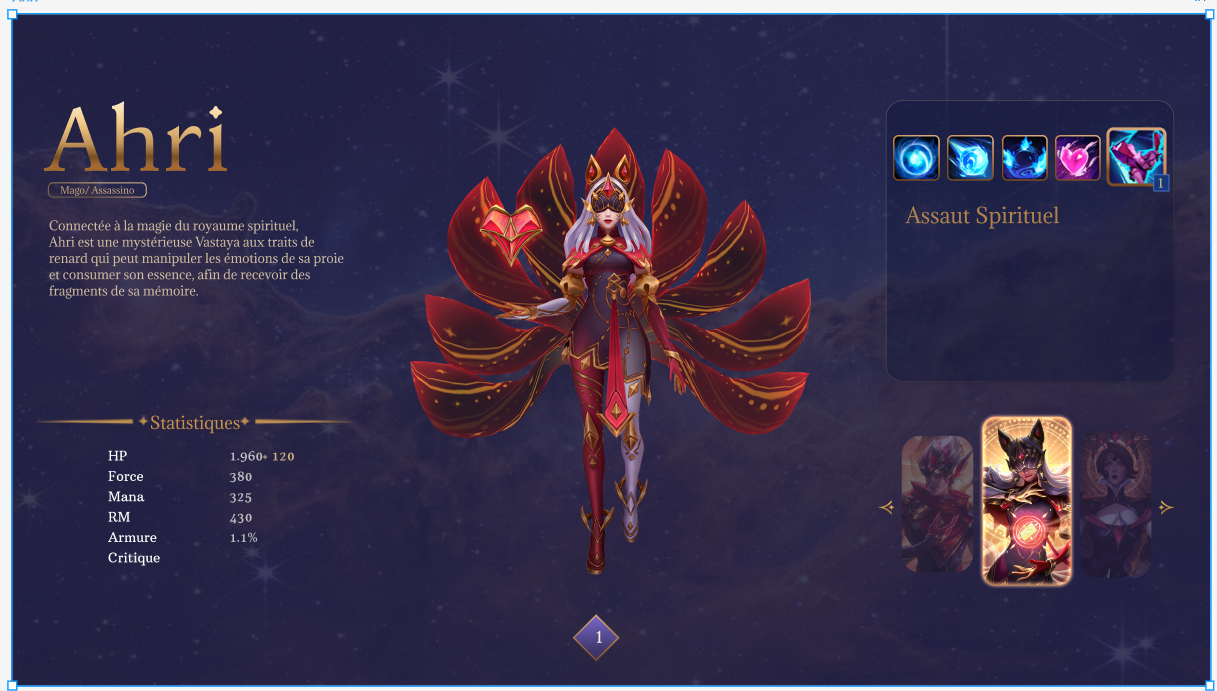 Ahri
Mago/ Assassino
Connectée à la magie du royaume spirituel,
Ahri est une mystérieuse Vastaya aux traits de
renard qui peut manipuler les émotions de sa proie
et consumer son essence, afin de recevoir des
fragments de sa mémoire.
Statistiques
HP 1.960+ 120
Force 380
Mana 325
RM 430
Armure 1.1%
Critique
1
1
Assaut Spirituel